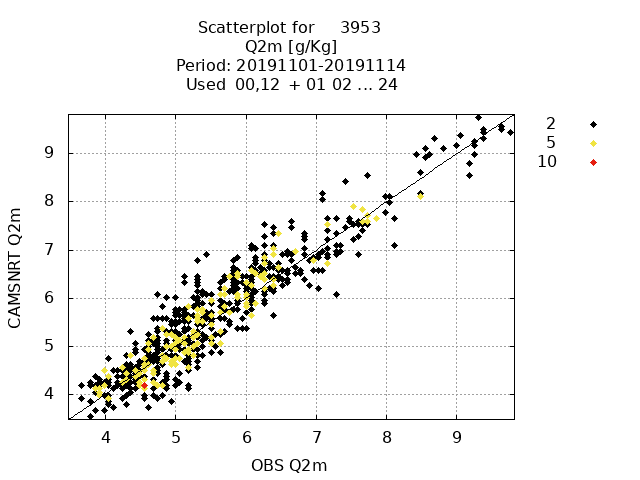 Scatterplot for 3953
Q2m [g/Kg]
Period: 20191101-20191114
Used 00,12 + 01 02 ... 24
2
5
10
9
8
7
6
5
4
CAMSNRT Q2m
4 5 6 7 8 9
OBS Q2m